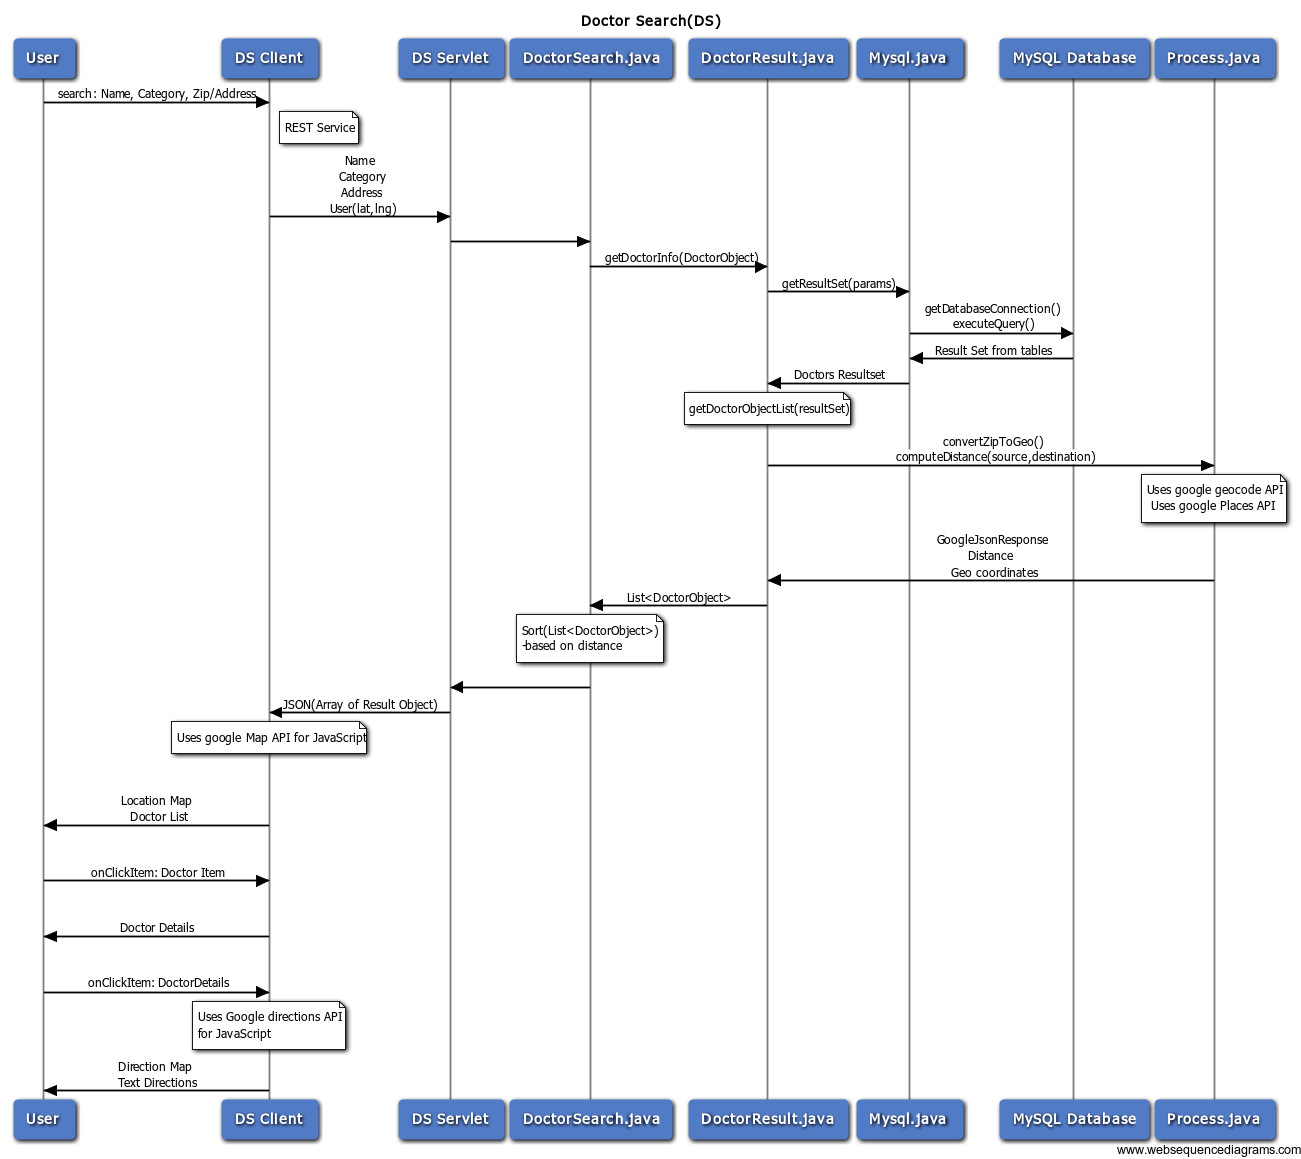 Doctor Search(DS)
User
DS Client
DS Servlet
DoctorSearch.java
DoctorResult.java
Mysql.java
MySQL Database
Process.java
search: Name, Category, Zip/Address
REST Service
Name
Category
Address
User(lat,lng)
getDoctorInfo(DoctorObject)
getResultSet(params)
getDatabaseConnection()
executeQuery()
Result Set from tables
Doctors Resultset
getDoctorObjectList(resultSet)
convertZipToGeo()
computeDistance(source,destination)
Uses google geocode API
Uses google Places API
GoogleJsonResponse
Distance
Geo coordinates
List<DoctorObject>
Sort(List<DoctorObject>)
-based on distance
JSON(Array of Result Object)
Uses google Map API for JavaScript
Location Map
Doctor List
onClickItem: Doctor Item
Doctor Details
onClickItem: DoctorDetails
Uses Google directions API
for JavaScript
Direction Map
Text Directions
User
DS Client
DS Servlet
DoctorSearch.java
DoctorResult.java
Mysql.java
MySQL Database
Process.java
www.websequencediagrams.com